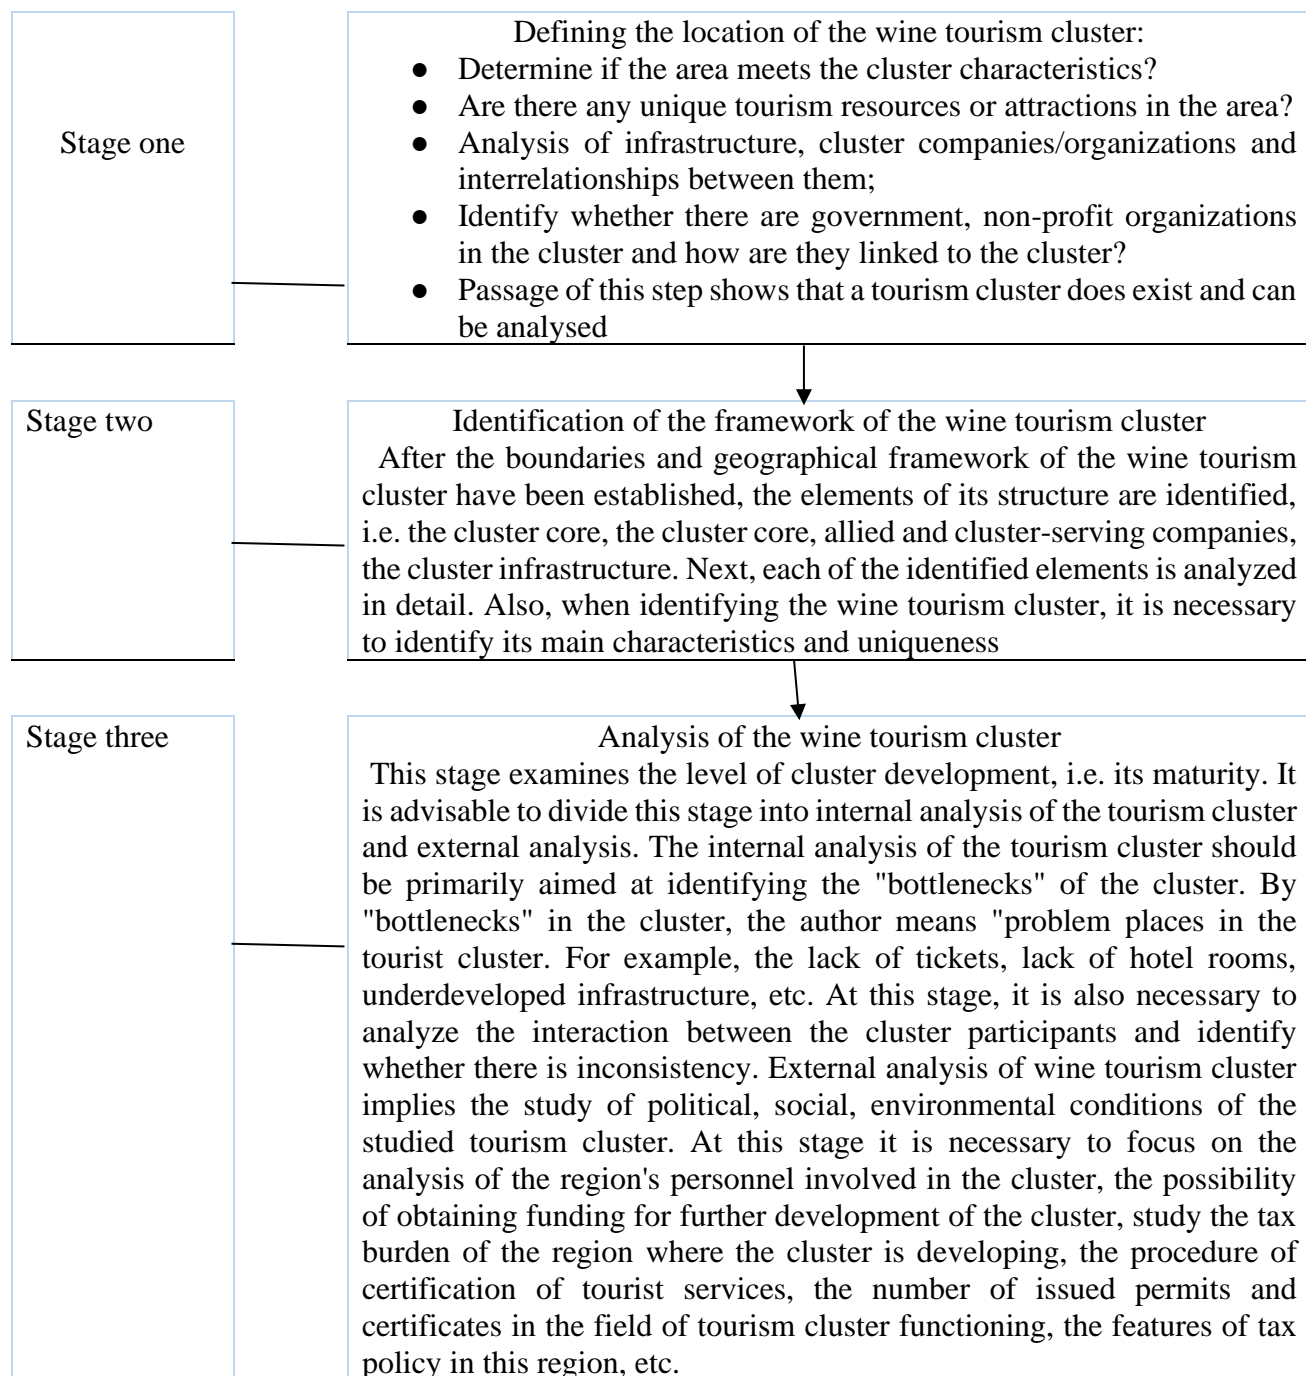 Stage one
Defining the location of the wine tourism cluster:
● Determine if the area meets the cluster characteristics?
● Are there any unique tourism resources or attractions in the area?
● Analysis of infrastructure, cluster companies/organizations and
interrelationships between them;
● Identify whether there are government, non-profit organizations
in the cluster and how are they linked to the cluster?
● Passage of this step shows that a tourism cluster does exist and can
be analysed
Stage two
Identification of the framework of the wine tourism cluster
After the boundaries and geographical framework of the wine tourism
cluster have been established, the elements of its structure are identified,
i.e. the cluster core, the cluster core, allied and cluster-serving companies,
the cluster infrastructure. Next, each of the identified elements is analyzed
in detail. Also, when identifying the wine tourism cluster, it is necessary
to identify its main characteristics and uniqueness
Stage three
Analysis of the wine tourism cluster
This stage examines the level of cluster development, i.e. its maturity. It
is advisable to divide this stage into internal analysis of the tourism cluster
and external analysis. The internal analysis of the tourism cluster should
be primarily aimed at identifying the "bottlenecks" of the cluster. By
"bottlenecks" in the cluster, the author means "problem places in the
tourist cluster. For example, the lack of tickets, lack of hotel rooms,
underdeveloped infrastructure, etc. At this stage, it is also necessary to
analyze the interaction between the cluster participants and identify
whether there is inconsistency. External analysis of wine tourism cluster
implies the study of political, social, environmental conditions of the
studied tourism cluster. At this stage it is necessary to focus on the
analysis of the region's personnel involved in the cluster, the possibility
of obtaining funding for further development of the cluster, study the tax
burden of the region where the cluster is developing, the procedure of
certification of tourist services, the number of issued permits and
certificates in the field of tourism cluster functioning, the features of tax
policy in this region, etc.